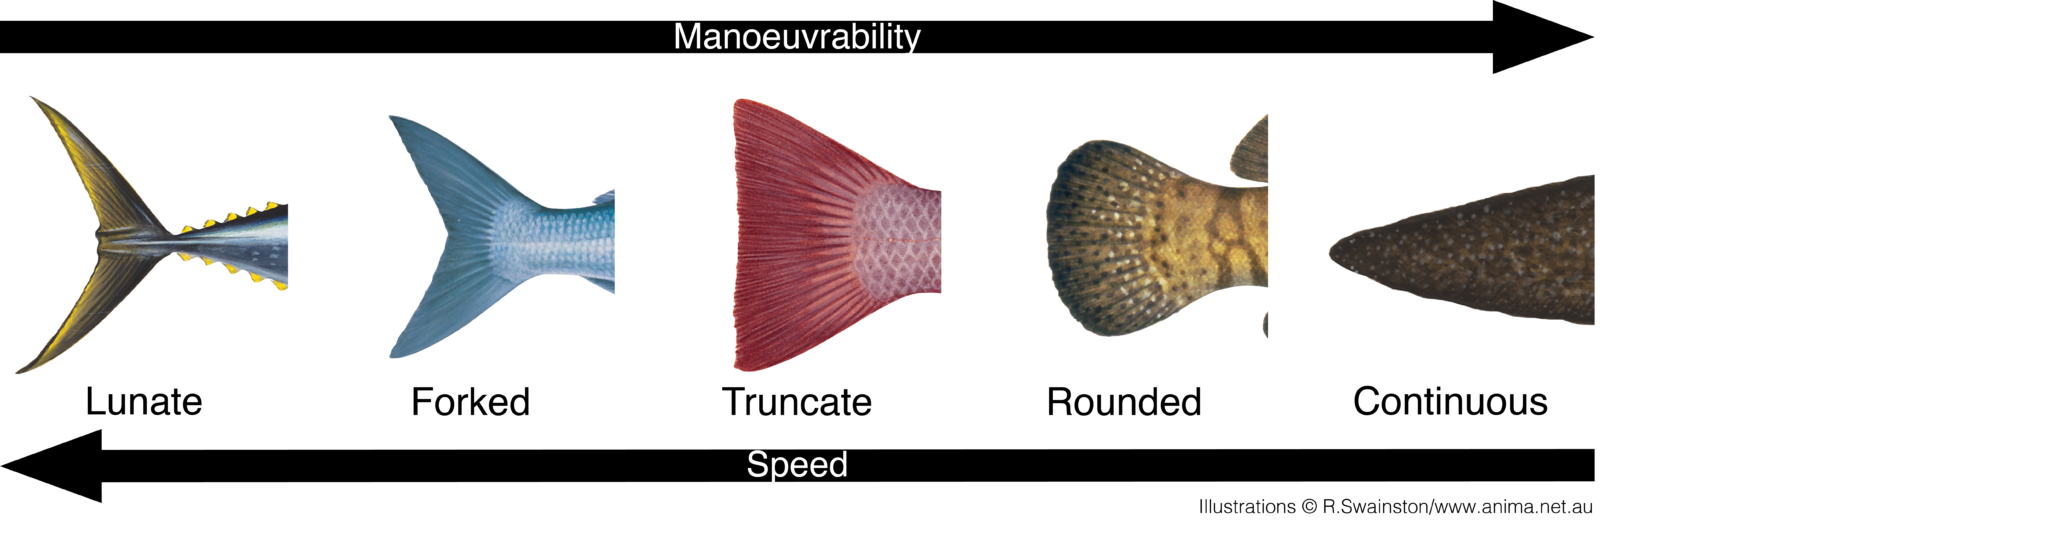 Manoeuvrability
Lunate
Forked
Truncate
Rounded
Continuous
Speed
Illustrations © R.Swainston/www.anima.net.au